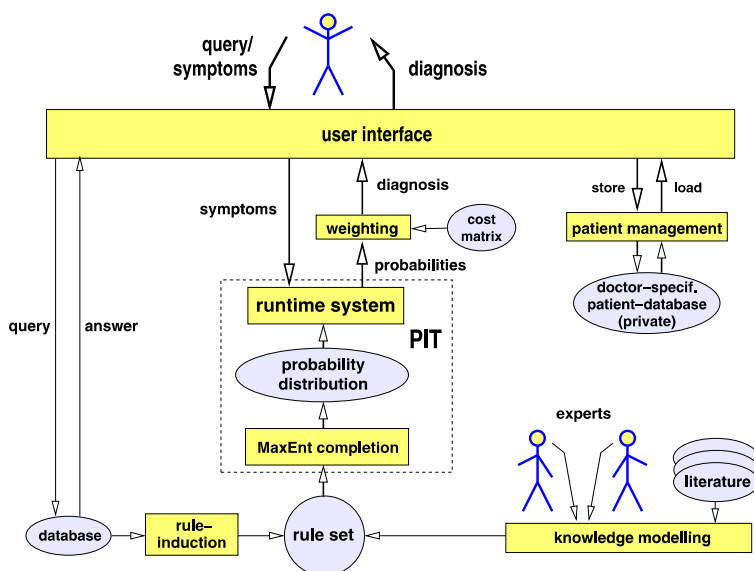 query/
symptoms
diagnosis
user interface
diagnosis
store
load
symptoms
weighting
cost
matrix
patient management
probabilities
doctor–specif.
patient–database
(private)
runtime system
query
answer
PIT
probability
distribution
experts
MaxEnt completion
literature
database
rule–
induction
rule set
knowledge modelling